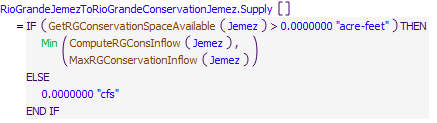 RioGrandeJemezToRioGrandeConservationJemez.Supply []
= IF ( GetRGConservationSpaceAvailable ( Jemez ) > 0.0000000 "acre-feet" ) THEN
Min ( ComputeRGConsInflow ( Jemez ) ,
MaxRGConservationInflow ( Jemez ) )
ELSE
0.0000000 "cfs"
END IF